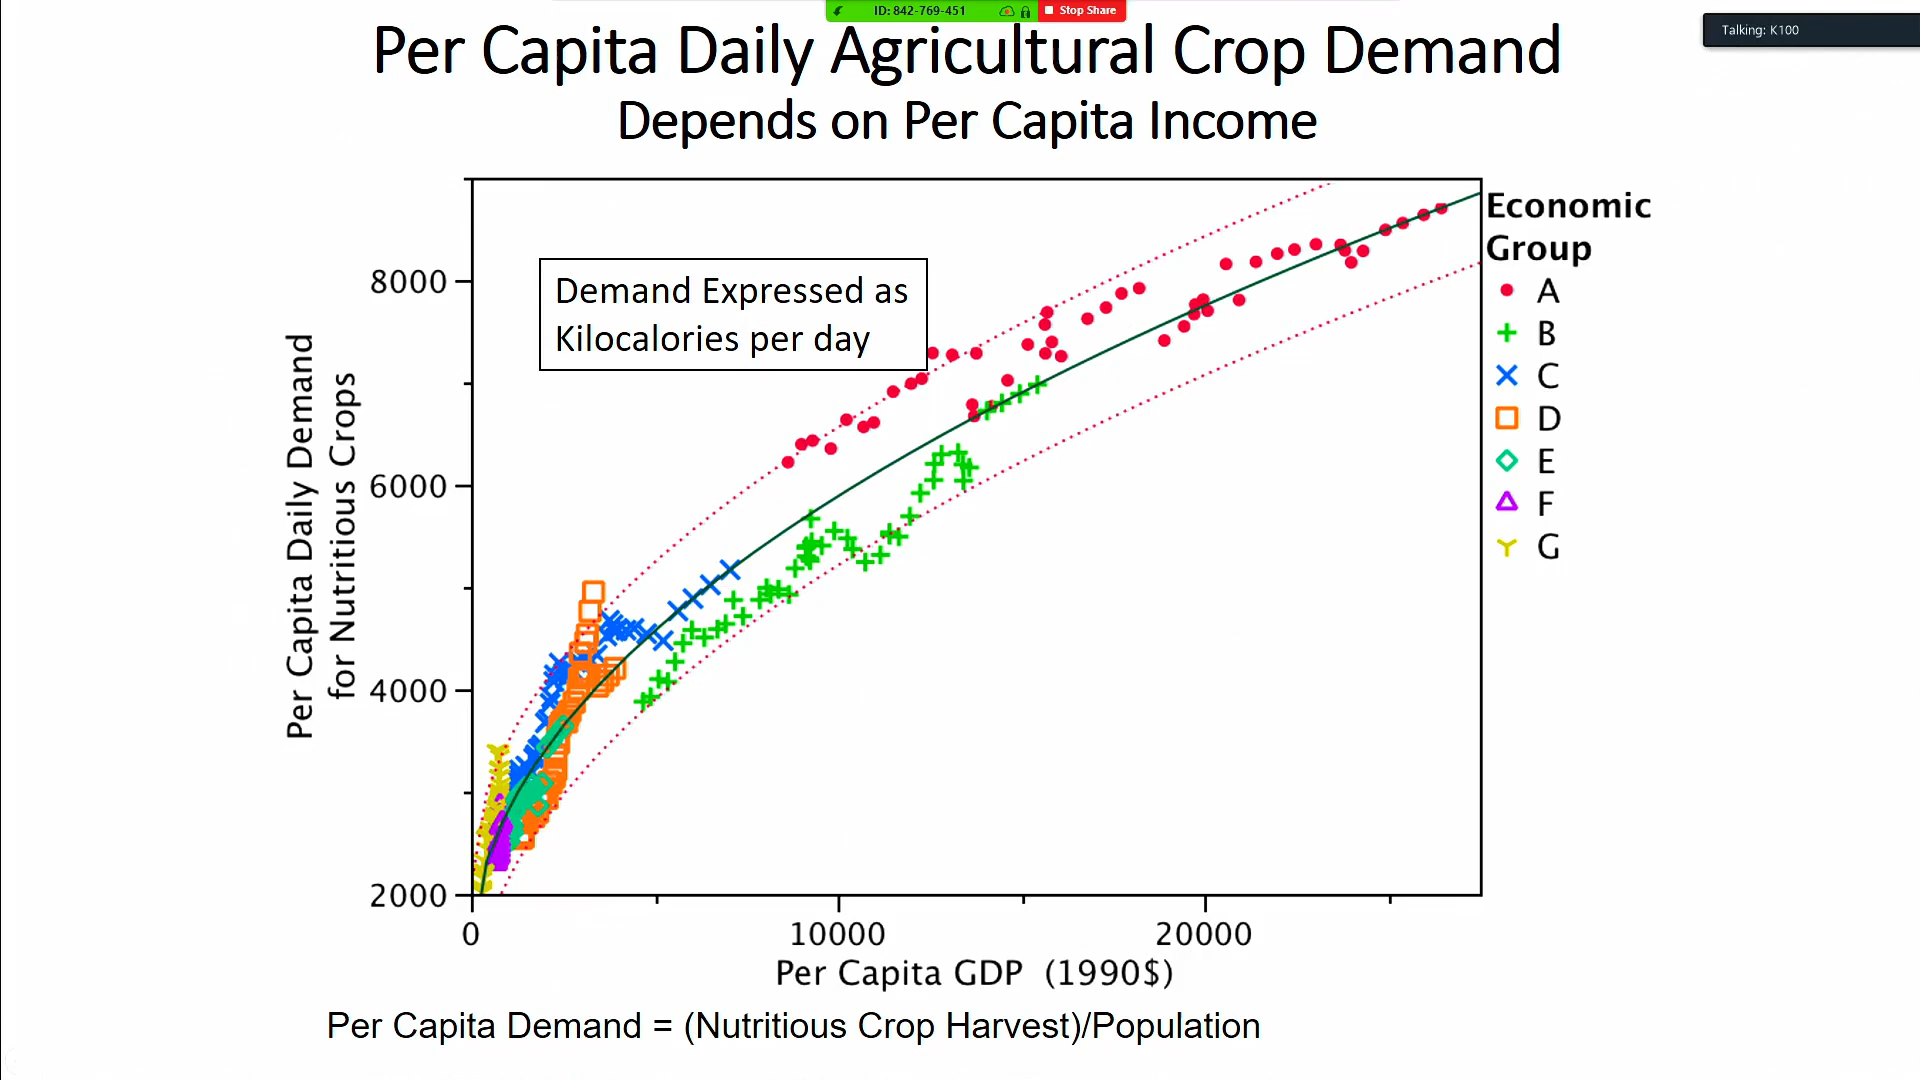 ID: 842-769-451
Stop Share
Talking: K100
Per Capita Daily Agricultural Crop Demand
Depends on Per Capita Income
Demand Expressed as
Kilocalories per day
Per Capita Daily Demand
for Nutritious Crops
8000
6000
4000
2000
0
10000
20000
Per Capita GDP (1990$)
Economic
Group
A
B
C
D
E
F
G
Per Capita Demand = (Nutritious Crop Harvest)/Population